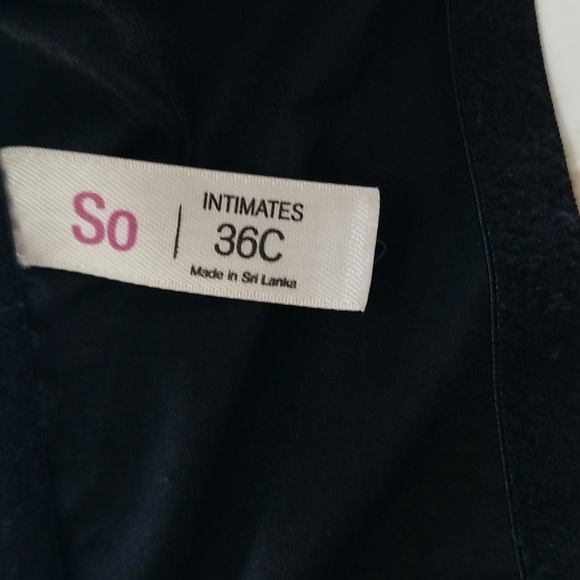 So
INTIMATES
36C
Made in Sri Lanka